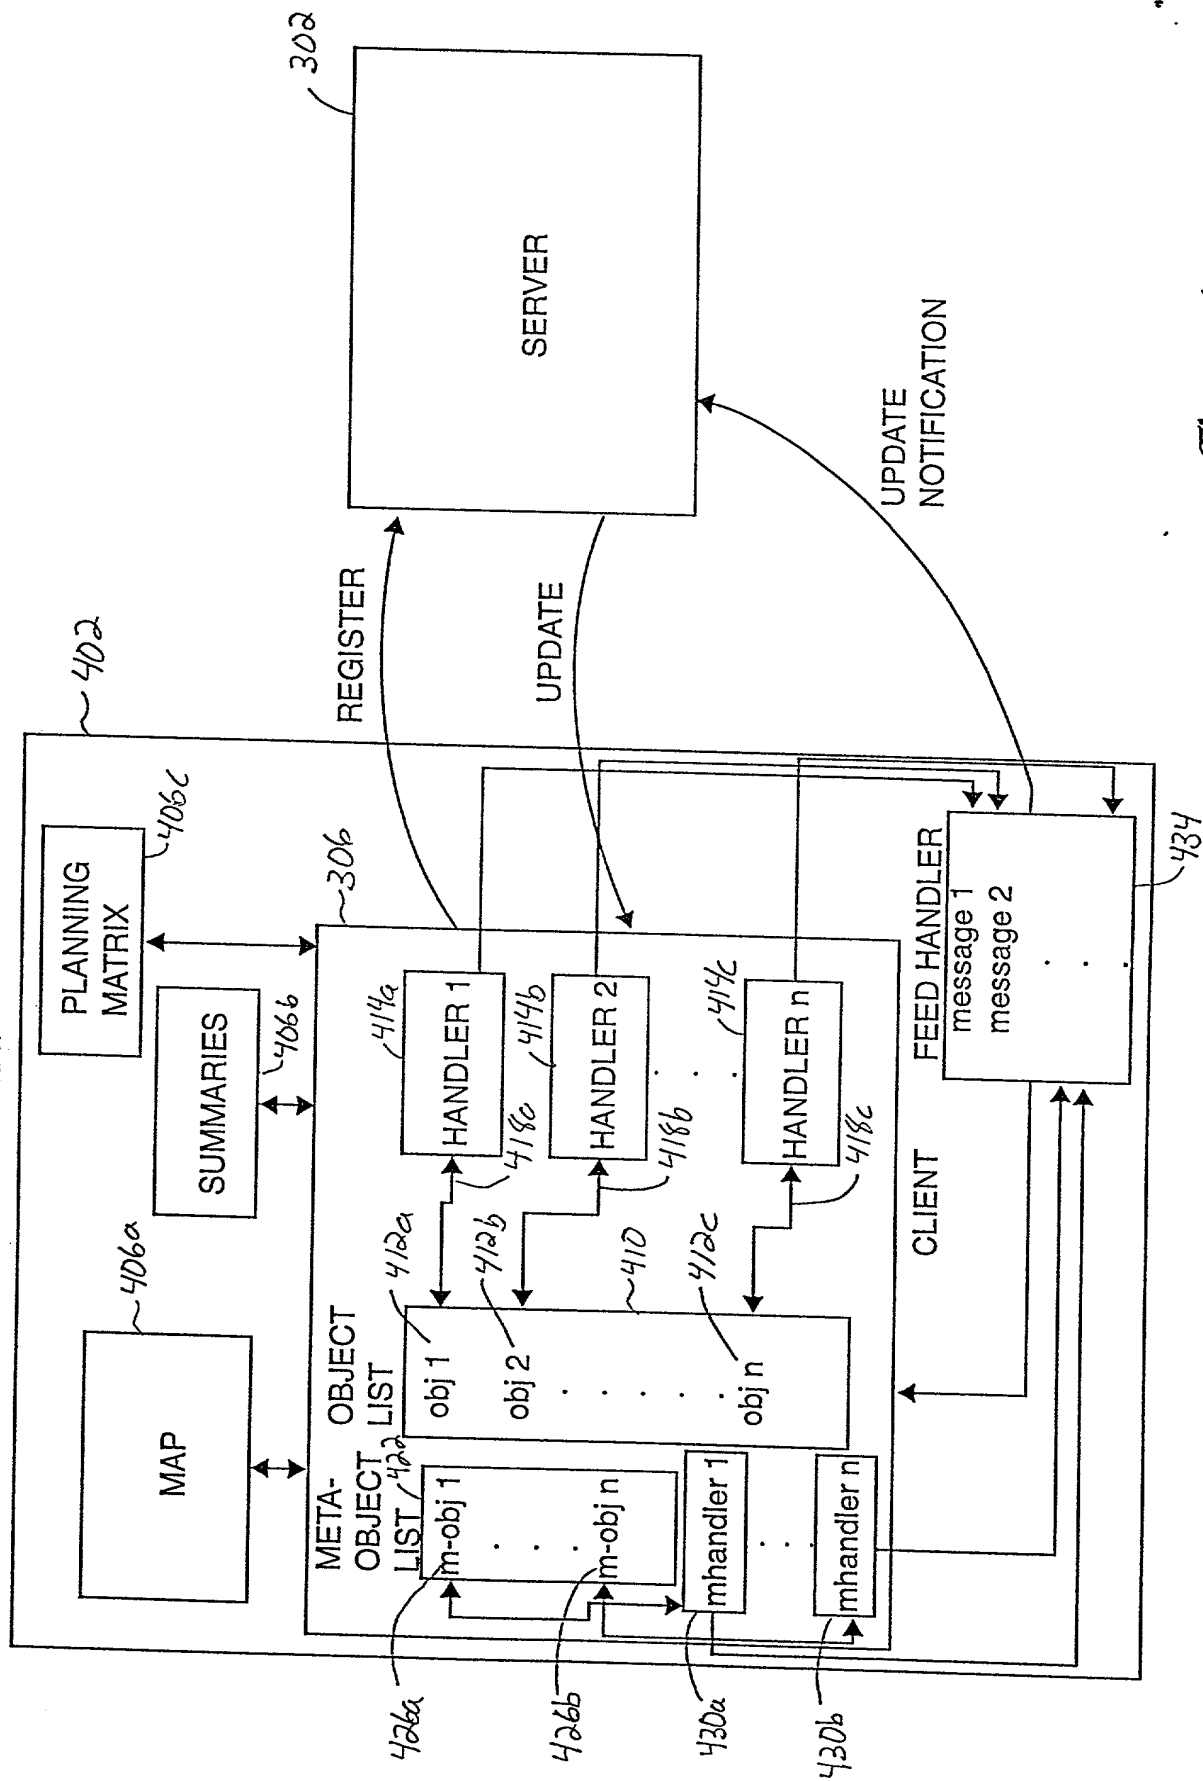 402
MAP
406a
SUMMARIES
406b
PLANNING
MATRIX
406c
306
META-
OBJECT
LIST
422
OBJECT
LIST
m-obj 1
m-obj n
426a
426b
obj 1
obj 2
obj n
412a
412b
410
412c
418a
418b
418c
HANDLER 1
414a
HANDLER 2
414b
HANDLER n
414c
mhandler 1
mhandler n
430a
430b
CLIENT
FEED HANDLER
message 1
message 2
434
REGISTER
UPDATE
UPDATE
NOTIFICATION
SERVER
302